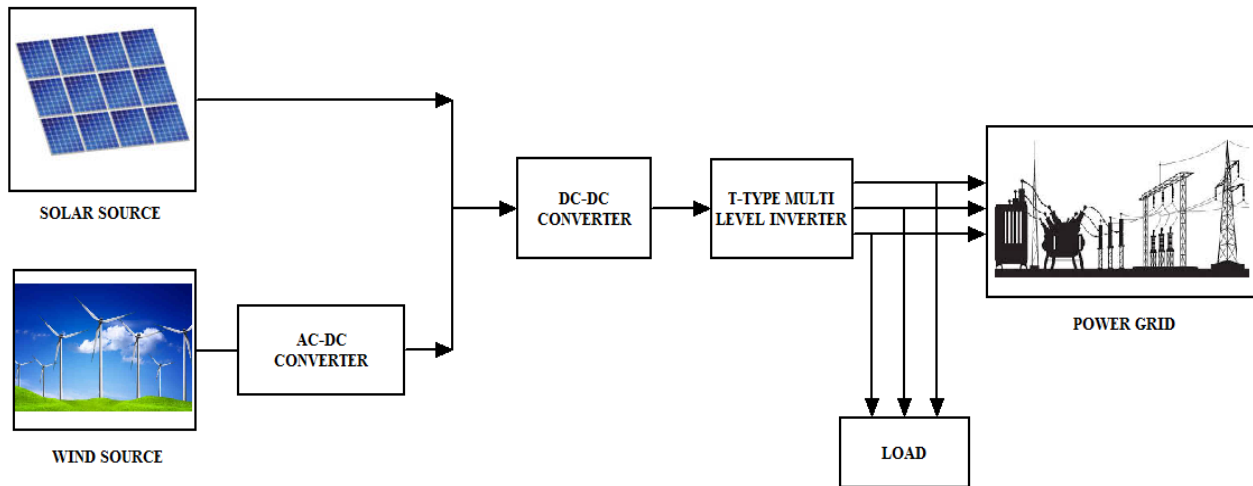 SOLAR SOURCE
WIND SOURCE
AC-DC
CONVERTER
DC-DC
CONVERTER
T-TYPE MULTI
LEVEL INVERTER
LOAD
POWER GRID